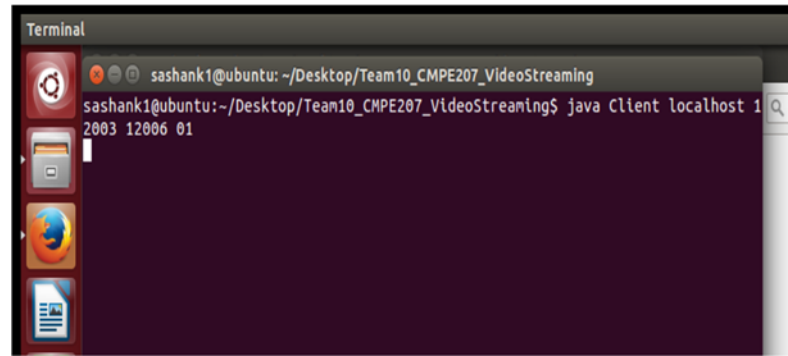 Terminal
sashank1@ubuntu: ~/Desktop/Team10_CMPE207_VideoStreaming
sashank1@ubuntu:~/Desktop/Team10_CMPE207_VideoStreaming$ java Client localhost 1
2003 12006 01